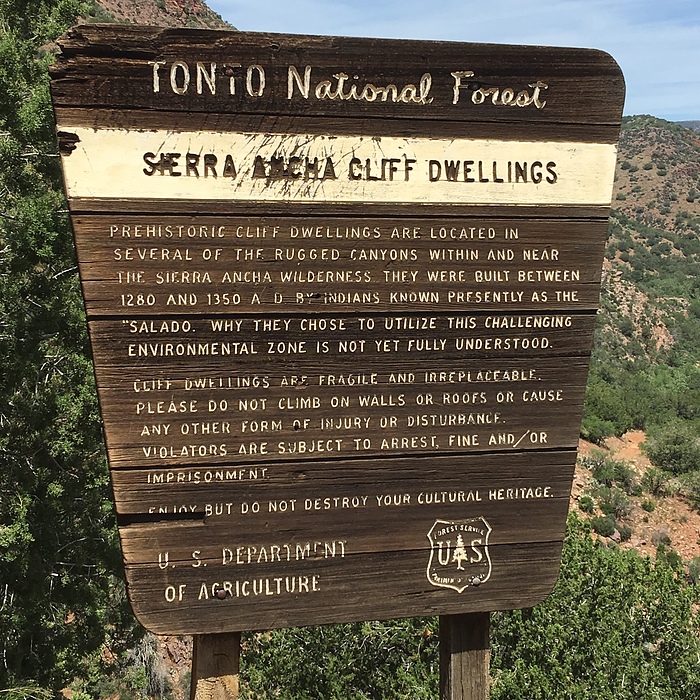 TONTO National Forest
SIERRA ANCHA CLIFF DWELLINGS
PREHISTORIC CLIFF DWELLINGS ARE LOCATED IN
SEVERAL OF THE RUGGED CANYONS WITHIN AND NEAR
THE SIERRA ANCHA WILDERNESS THEY WERE BUILT BETWEEN
1280 AND 1350 A D BY INDIANS KNOWN PRESENTLY AS THE
"SALADO. WHY THEY CHOSE TO UTILIZE THIS CHALLENGING
ENVIRONMENTAL ZONE IS NOT YET FULLY UNDERSTOOD.
CLIFF DWELLINGS ARE FRAGILE AND IRREPLACEABLE.
PLEASE DO NOT CLIMB ON WALLS OR ROOFS OR CAUSE
ANY OTHER FORM OF INJURY OR DISTURBANCE.
VIOLATORS ARE SUBJECT TO ARREST, FINE AND/OR
IMPRISONMENT
ENJOY BUT DO NOT DESTROY YOUR CULTURAL HERITAGE.
U. S. DEPARTMENT
OF AGRICULTURE
FOREST SERVICE
U S